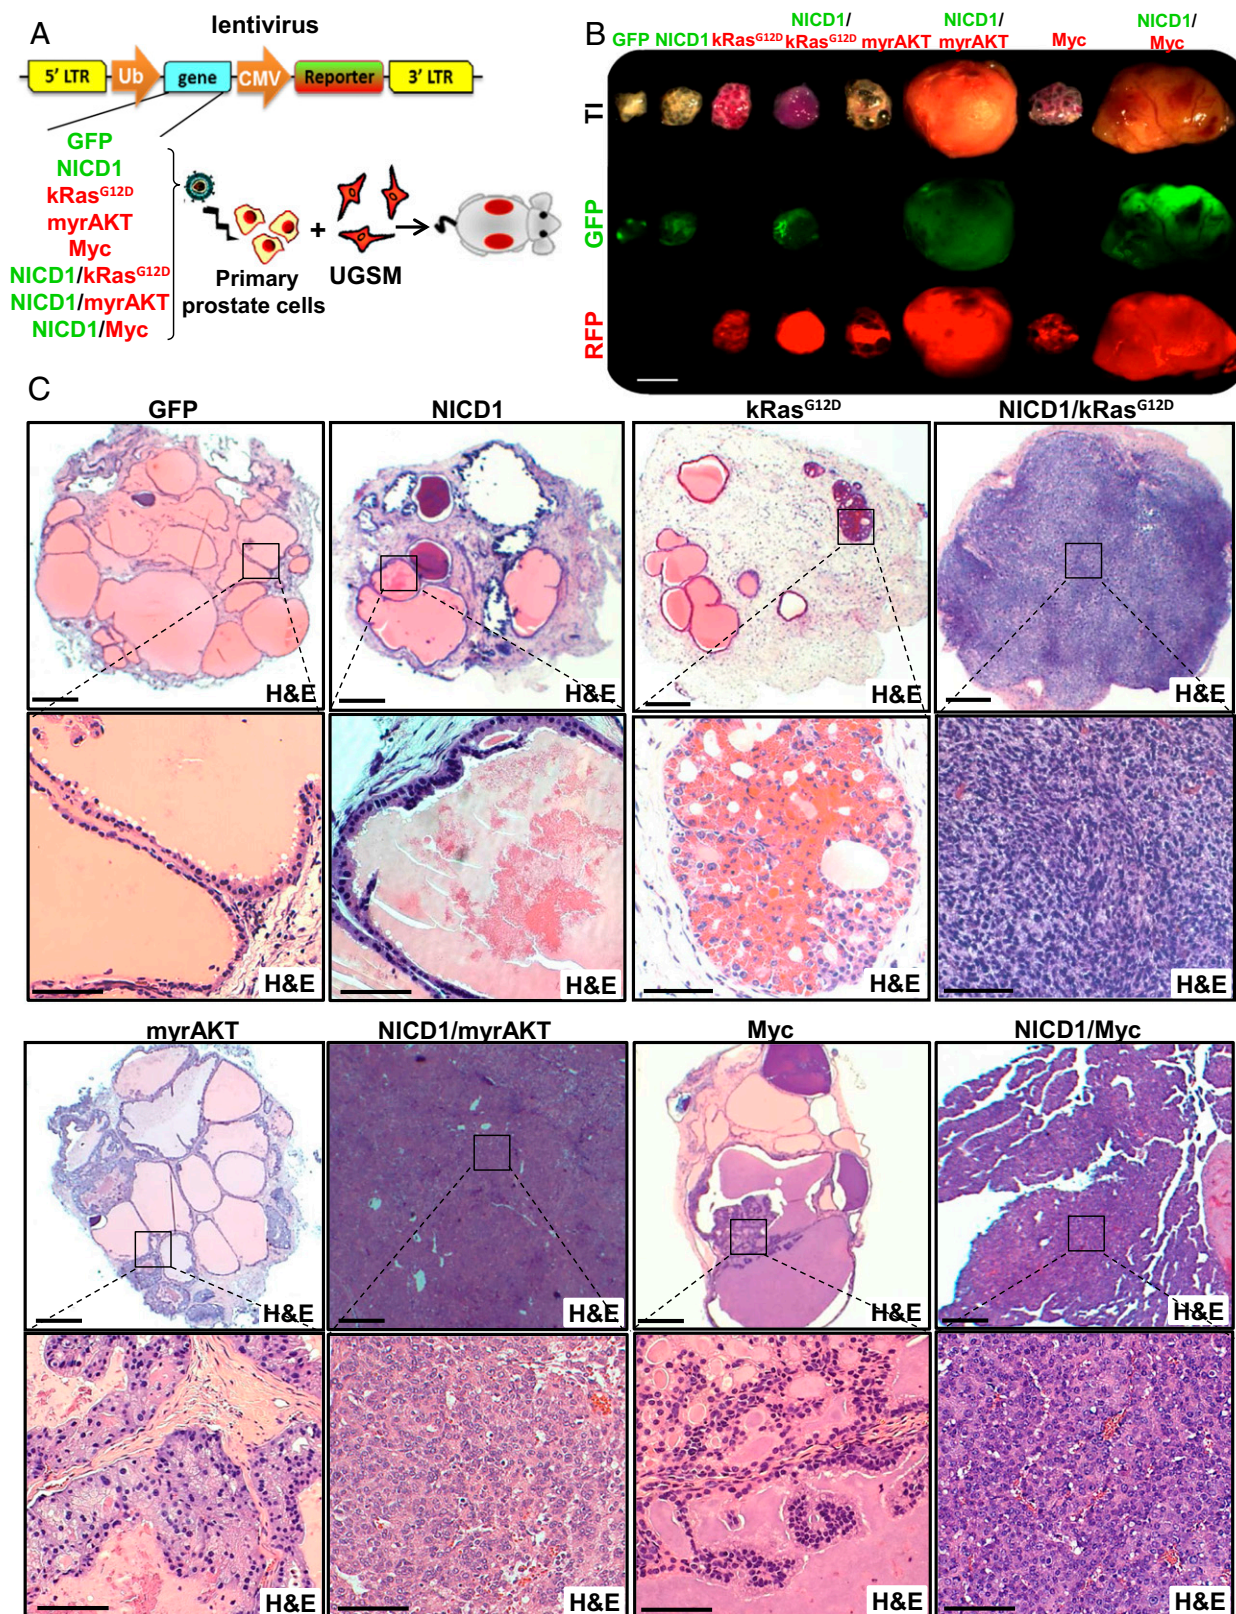 A
lentivirus
5' LTR
Ub
gene
CMV
Reporter
3' LTR
GFP
NICD1
kRasG12D
myrAKT
Myc
NICD1/kRasG12D
NICD1/myrAKT
NICD1/Myc
+
Primary
prostate cells
UGSM
B
GFP
NICD1
kRasG12D
NICD1/
kRasG12D
myrAKT
NICD1/
myrAKT
Myc
NICD1/
Myc
TI
GFP
RFP
C
GFP
NICD1
kRasG12D
NICD1/kRasG12D
H&E
H&E
H&E
H&E
H&E
H&E
H&E
H&E
myrAKT
NICD1/myrAKT
Myc
NICD1/Myc
H&E
H&E
H&E
H&E
H&E
H&E
H&E
H&E